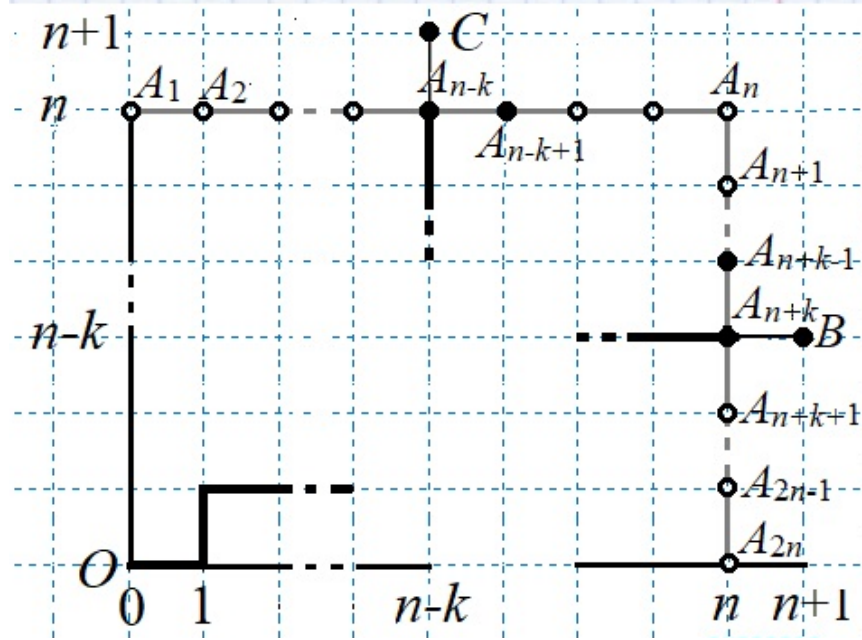 n+1 C
A₁ A₂ Aₙ₋ₖ Aₙ
n
Aₙ₋ₖ₊₁
Aₙ₊₁
Aₙ₊ₖ₋₁
Aₙ₊ₖ
n-k B
Aₙ₊ₖ₊₁
A₂ₙ₋₁
A₂ₙ
O
0 1 n-k n n+1